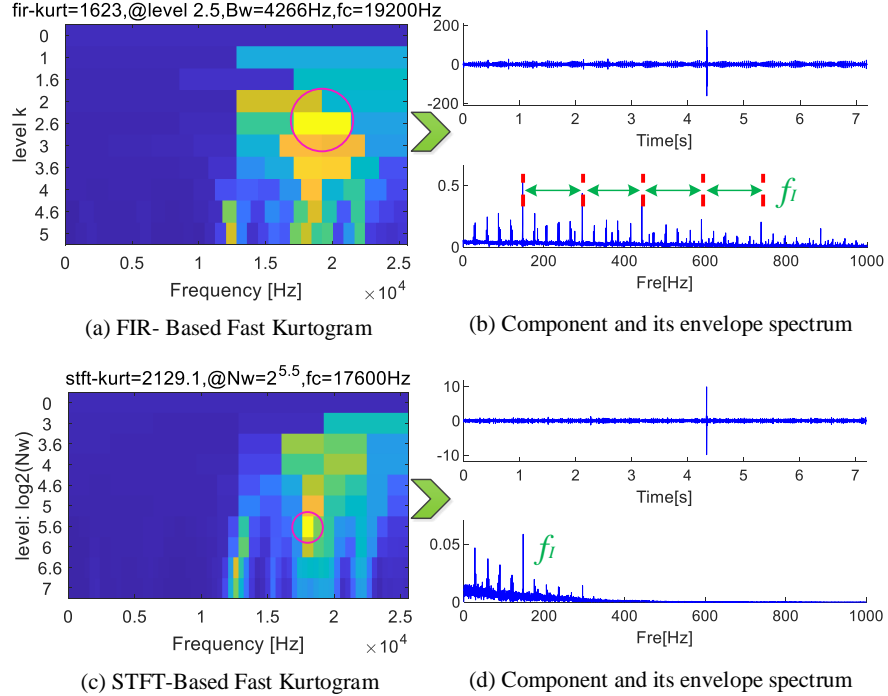 fir-kurt=1623,@level 2.5,Bw=4266Hz,fc=19200Hz
level k
0
1
1.6
2
2.6
3
3.6
4
4.6
5
0 0.5 1 1.5 2 2.5
Frequency [Hz]
×10⁴
(a) FIR- Based Fast Kurtogram
200
0
-200
0 1 2 3 4 5 6 7
Time[s]
0.5
0
f_I
200 400 600 800 1000
Fre[Hz]
(b) Component and its envelope spectrum
stft-kurt=2129.1,@Nw=2^5.5,fc=17600Hz
level: log2(Nw)
0
3
3.6
4
4.6
5
5.6
6
6.6
7
0 0.5 1 1.5 2 2.5
Frequency [Hz]
×10⁴
(c) STFT-Based Fast Kurtogram
10
0
-10
0 1 2 3 4 5 6 7
Time[s]
0.05
0
f_I
0 200 400 600 800 1000
Fre[Hz]
(d) Component and its envelope spectrum